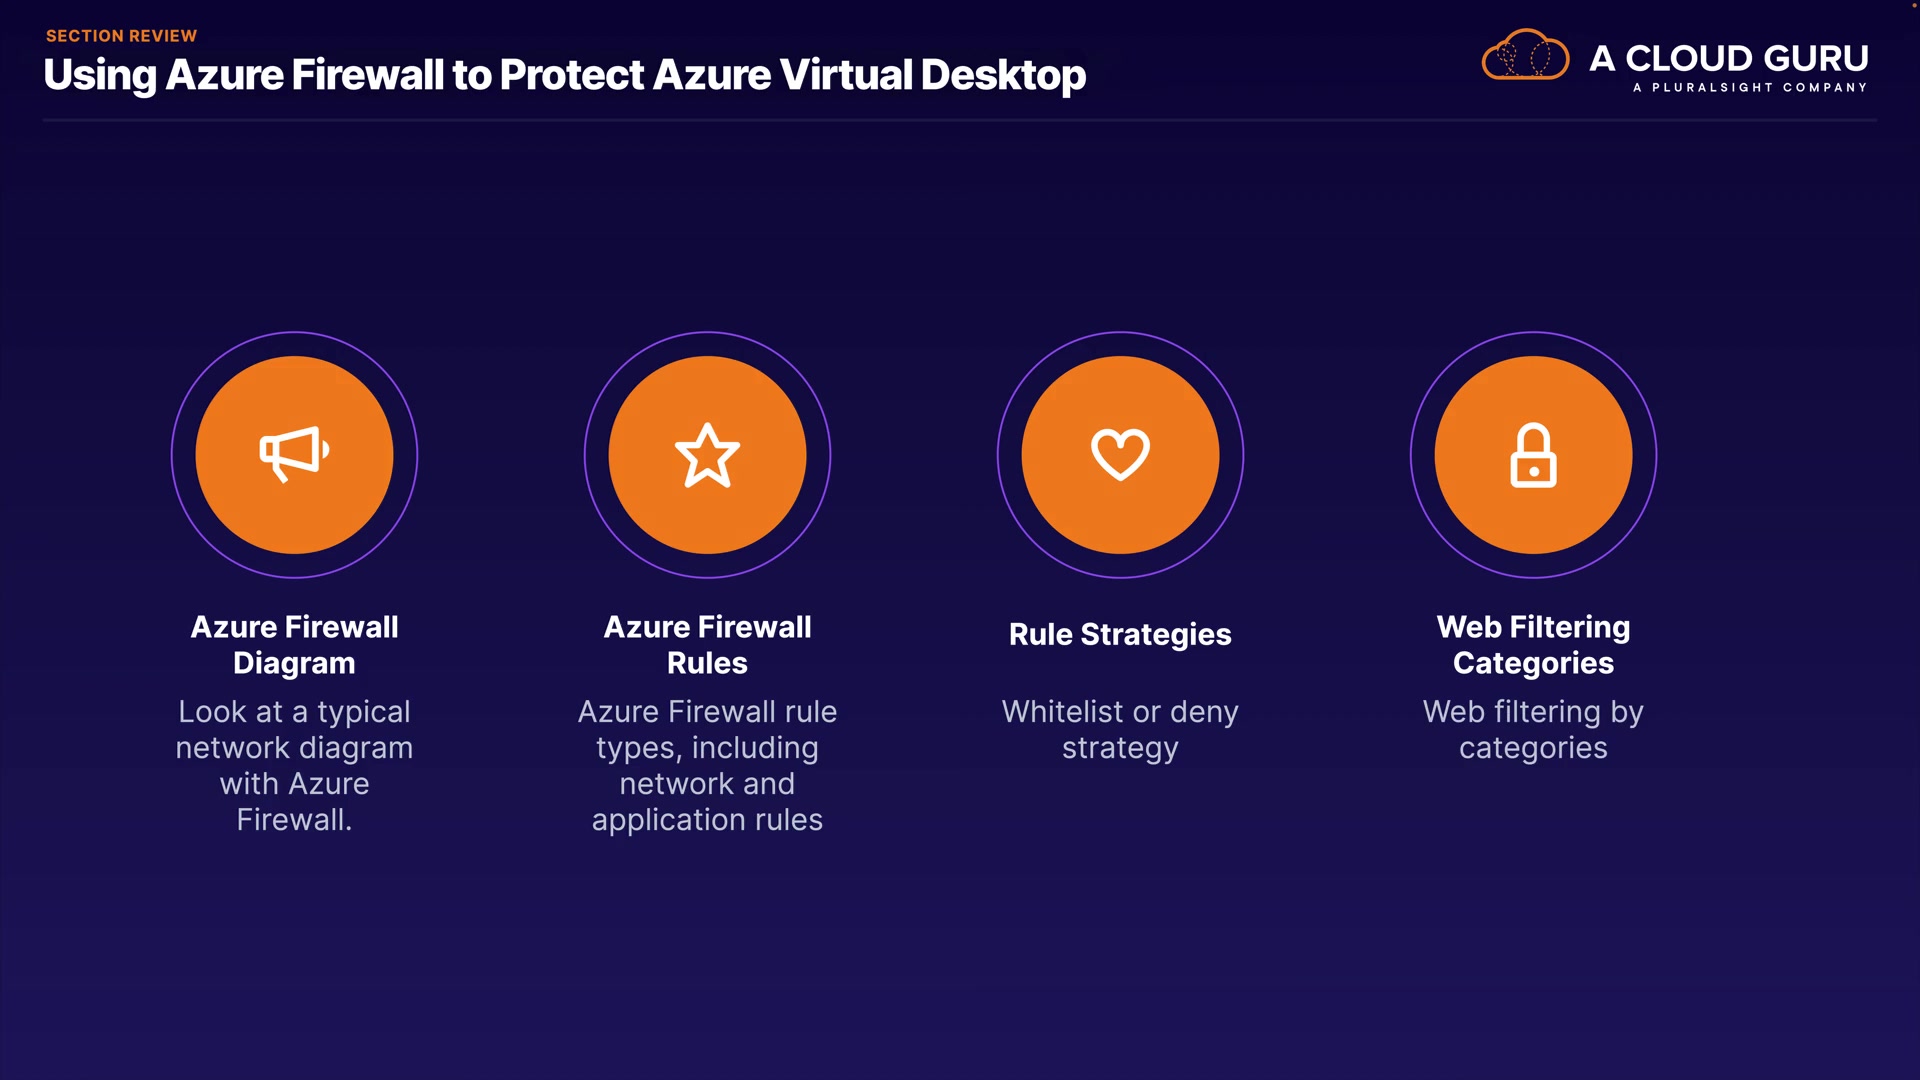 SECTION REVIEW
Using Azure Firewall to Protect Azure Virtual Desktop
A CLOUD GURU
A PLURALSIGHT COMPANY
Azure Firewall
Diagram
Look at a typical
network diagram
with Azure
Firewall.
Azure Firewall
Rules
Azure Firewall rule
types, including
network and
application rules
Rule Strategies
Whitelist or deny
strategy
Web Filtering
Categories
Web filtering by
categories